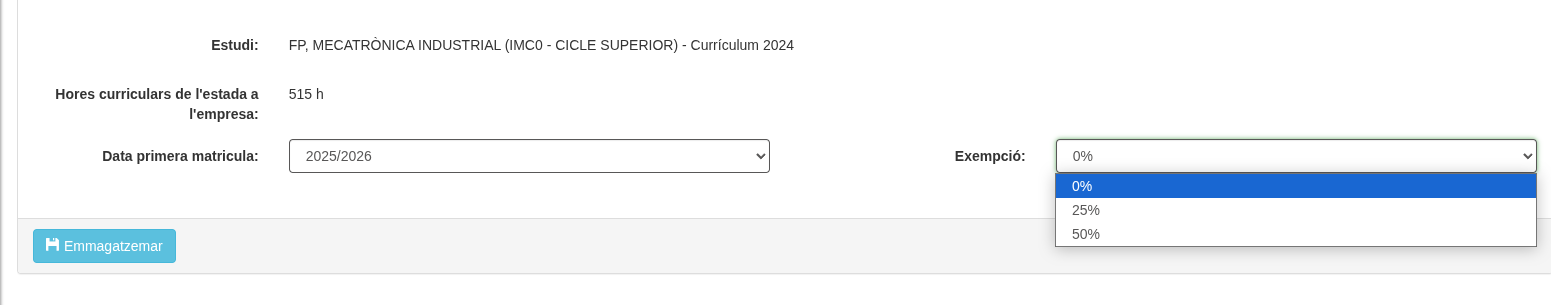 Estudi: FP, MECATRÒNICA INDUSTRIAL (IMC0 - CICLE SUPERIOR) - Currículum 2024
Hores curriculars de l'estada a 515 h
l'empresa:
Data primera matricula: 2025/2026 Exempció: 0%
0%
25%
50%
Emmagatzemar